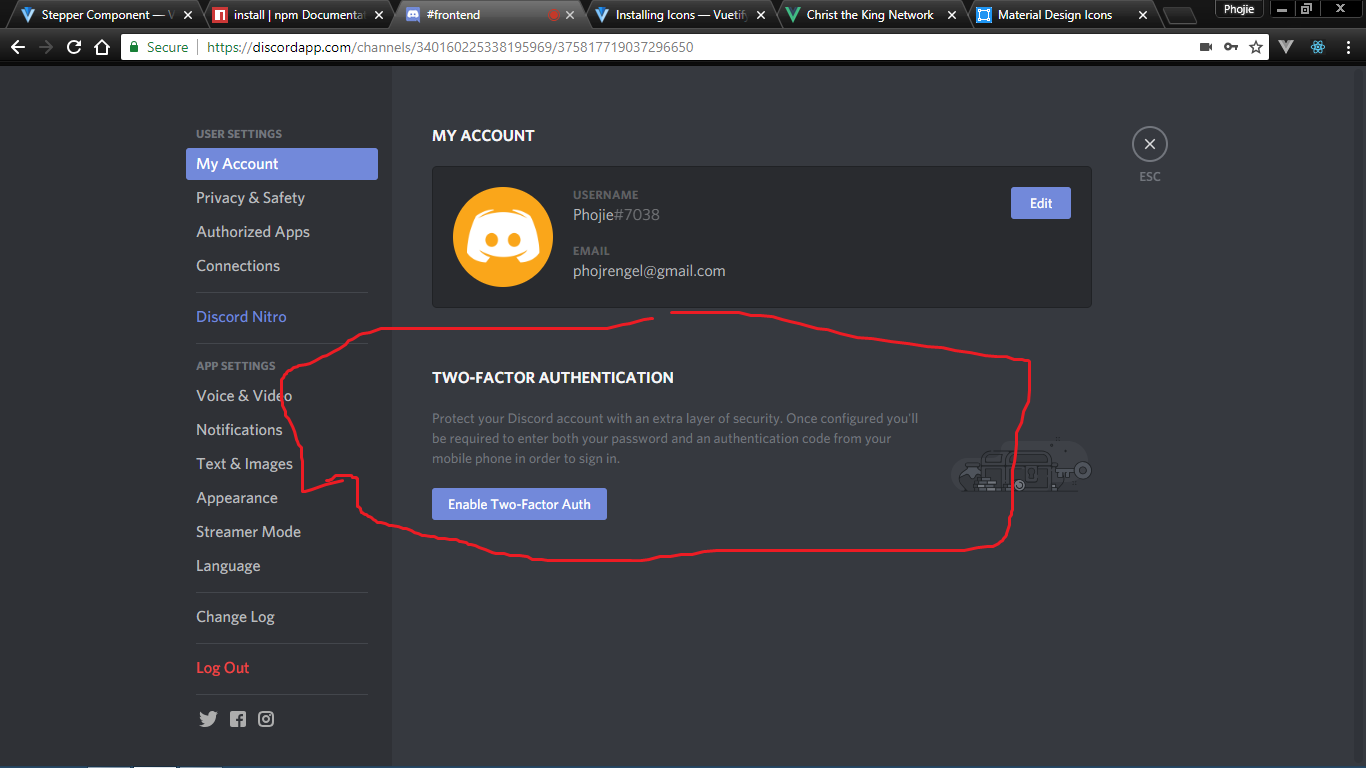 Stepper Component — V
install | npm Documentat
#frontend
Installing Icons — Vuetify
Christ the King Network
Material Design Icons
Phojie
Secure
https://discordapp.com/channels/340160225338195969/375817719037296650
USER SETTINGS
My Account
Privacy & Safety
Authorized Apps
Connections
Discord Nitro
APP SETTINGS
Voice & Video
Notifications
Text & Images
Appearance
Streamer Mode
Language
Change Log
Log Out
MY ACCOUNT
USERNAME
Phojie#7038
EMAIL
phojrengel@gmail.com
Edit
ESC
TWO-FACTOR AUTHENTICATION
Protect your Discord account with an extra layer of security. Once configured you'll
be required to enter both your password and an authentication code from your
mobile phone in order to sign in.
Enable Two-Factor Auth